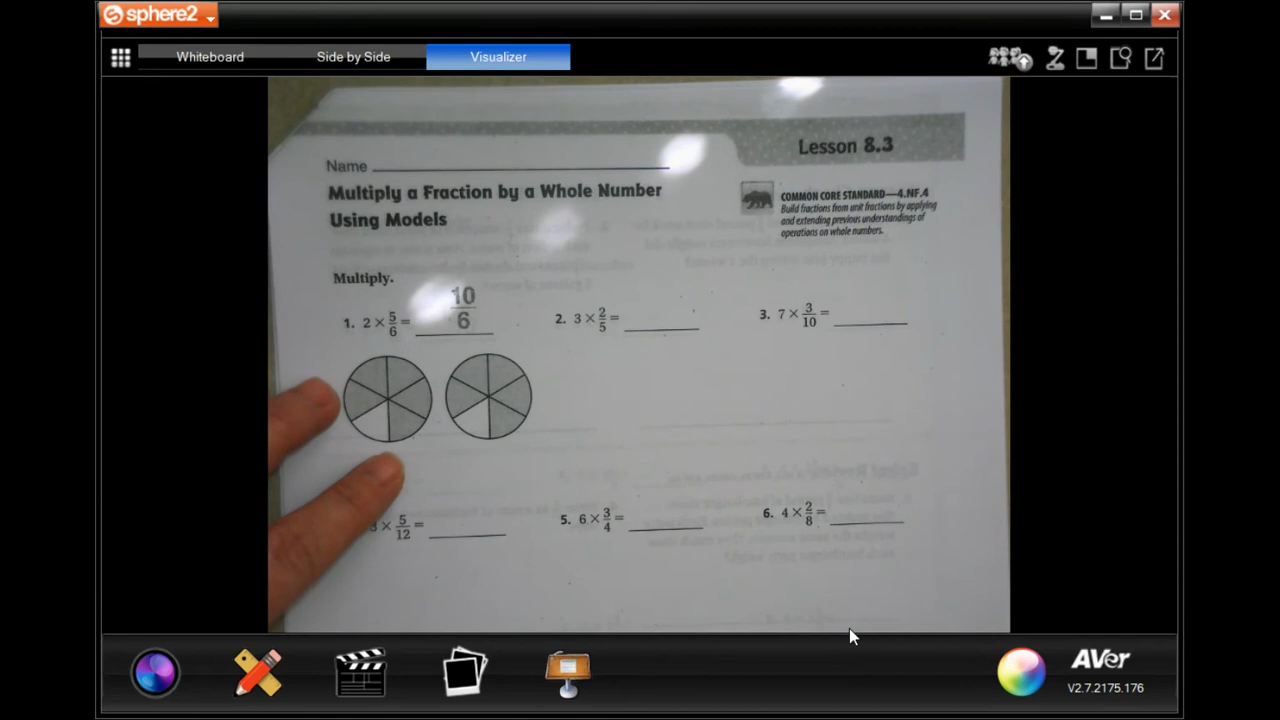 sphere2
Whiteboard Side by Side Visualizer
Lesson 8.3
Name
Multiply a Fraction by a Whole Number
Using Models
COMMON CORE STANDARD—4.NF.4
Build fractions from unit fractions by applying
and extending previous understandings of
operations on whole numbers.
Multiply.
1. 2 × 5/6 = 10/6
2. 3 × 2/5 =
3. 7 × 3/10 =
3 × 5/12 =
5. 6 × 3/4 =
6. 4 × 2/8 =
AVer
V2.7.2175.176